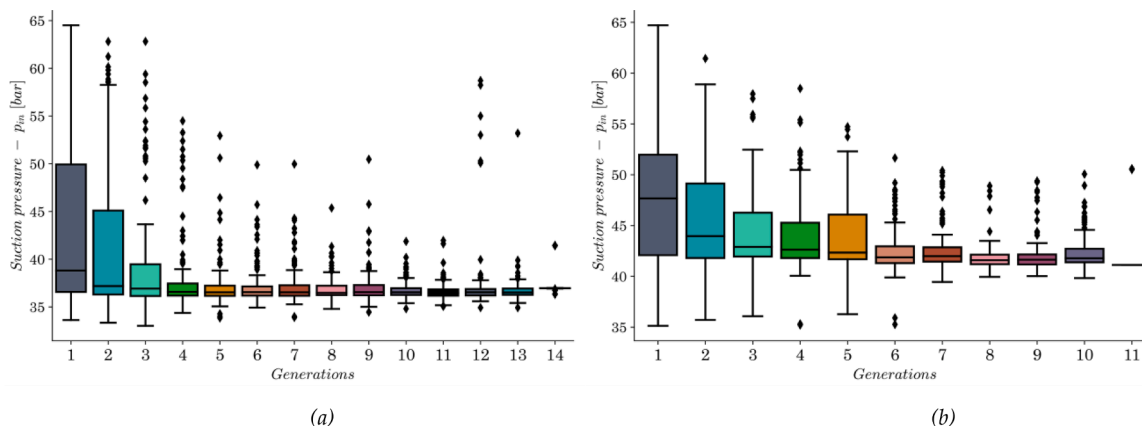 65
60
55
50
45
40
35
Suction pressure − p_in [bar]
1 2 3 4 5 6 7 8 9 10 11 12 13 14
Generations
(a)
65
60
55
50
45
40
35
Suction pressure − p_in [bar]
1 2 3 4 5 6 7 8 9 10 11
Generations
(b)